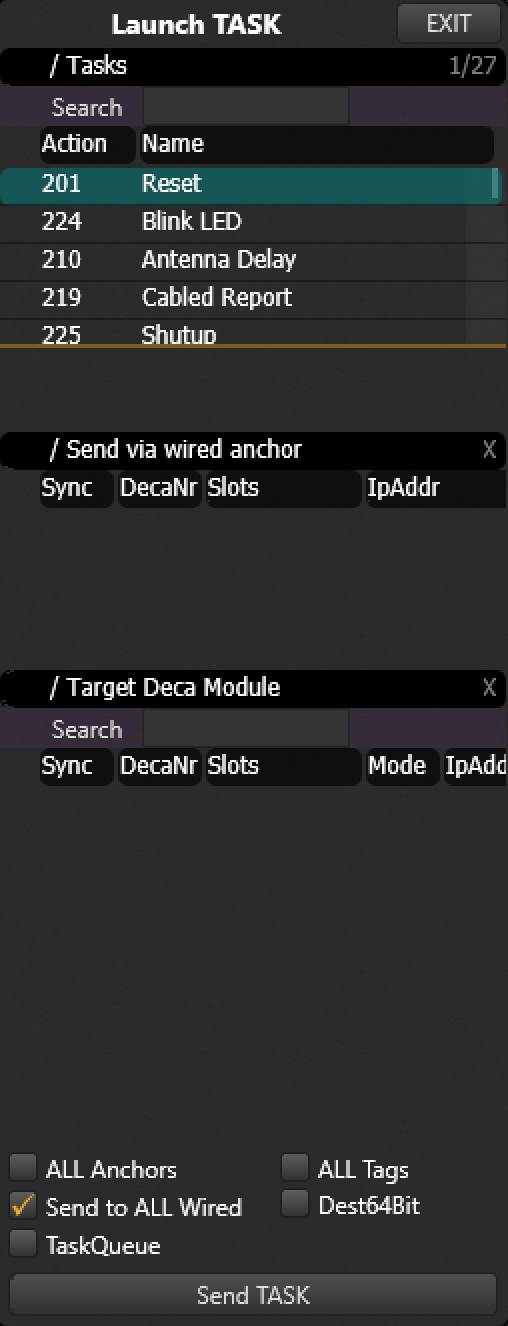 Launch TASK EXIT
/ Tasks 1/27
Search
Action Name
201 Reset
224 Blink LED
210 Antenna Delay
219 Cabled Report
225 Shutup
/ Send via wired anchor X
Sync DecaNr Slots IpAddr
/ Target Deca Module X
Search
Sync DecaNr Slots Mode IpAdd
ALL Anchors ALL Tags
Send to ALL Wired Dest64Bit
TaskQueue
Send TASK